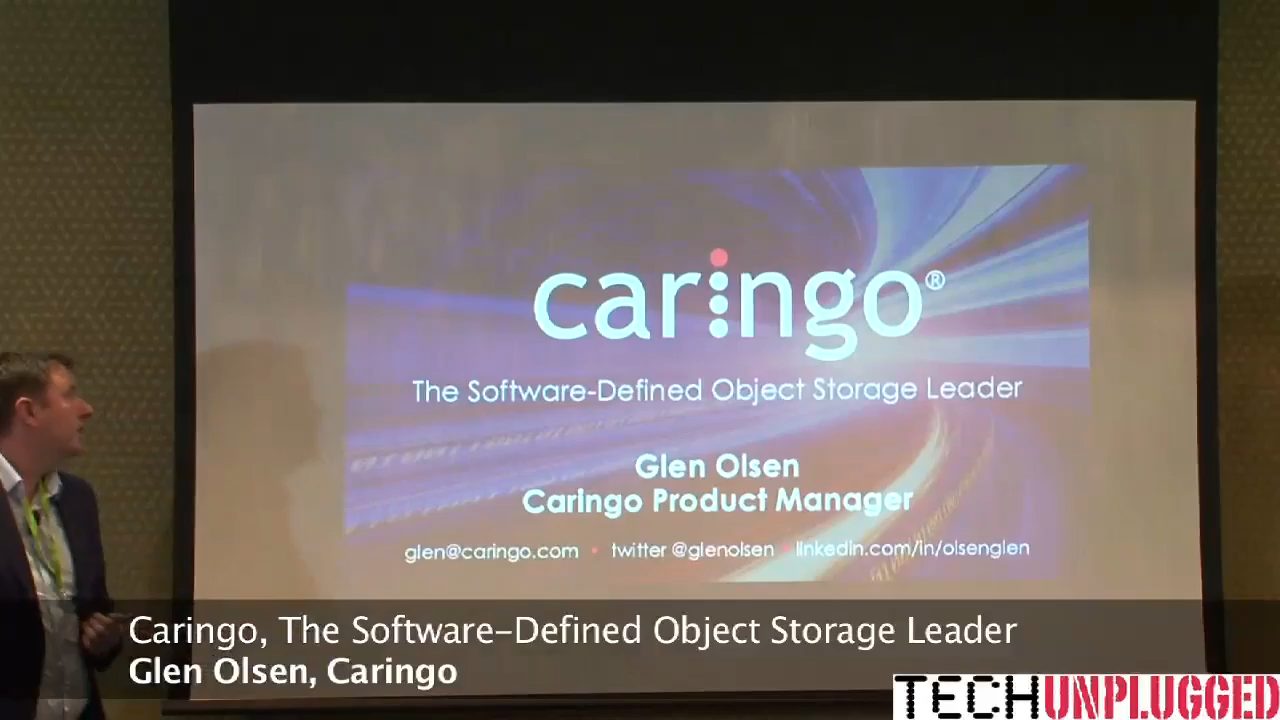 caringo®
The Software-Defined Object Storage Leader
Glen Olsen
Caringo Product Manager
glen@caringo.com • twitter @glenolsen • linkedin.com/in/olsenglen
Caringo, The Software-Defined Object Storage Leader
Glen Olsen, Caringo
TECHUNPLUGGED